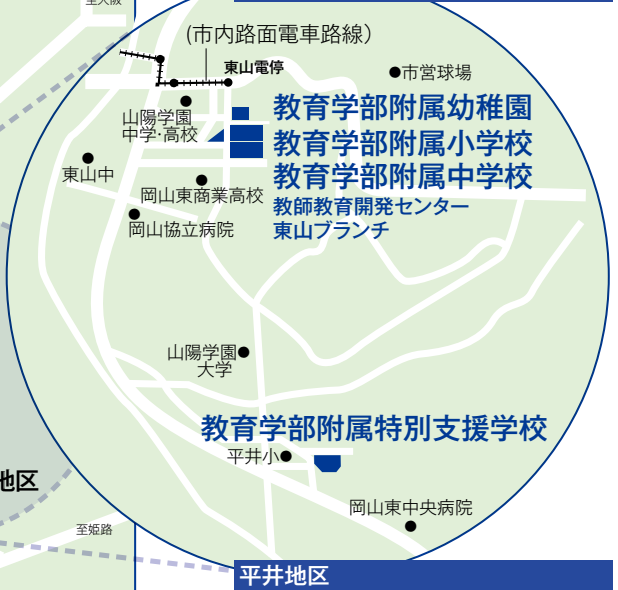 至大阪
(市内路面電車路線）
東山電停
●市営球場
山陽学園
中学･高校
教育学部附属幼稚園
教育学部附属小学校
教育学部附属中学校
教師教育開発センター
東山ブランチ
東山中
岡山東商業高校
岡山協立病院
山陽学園●
大学
教育学部附属特別支援学校
平井小●
地区
岡山東中央病院
至姫路
平井地区